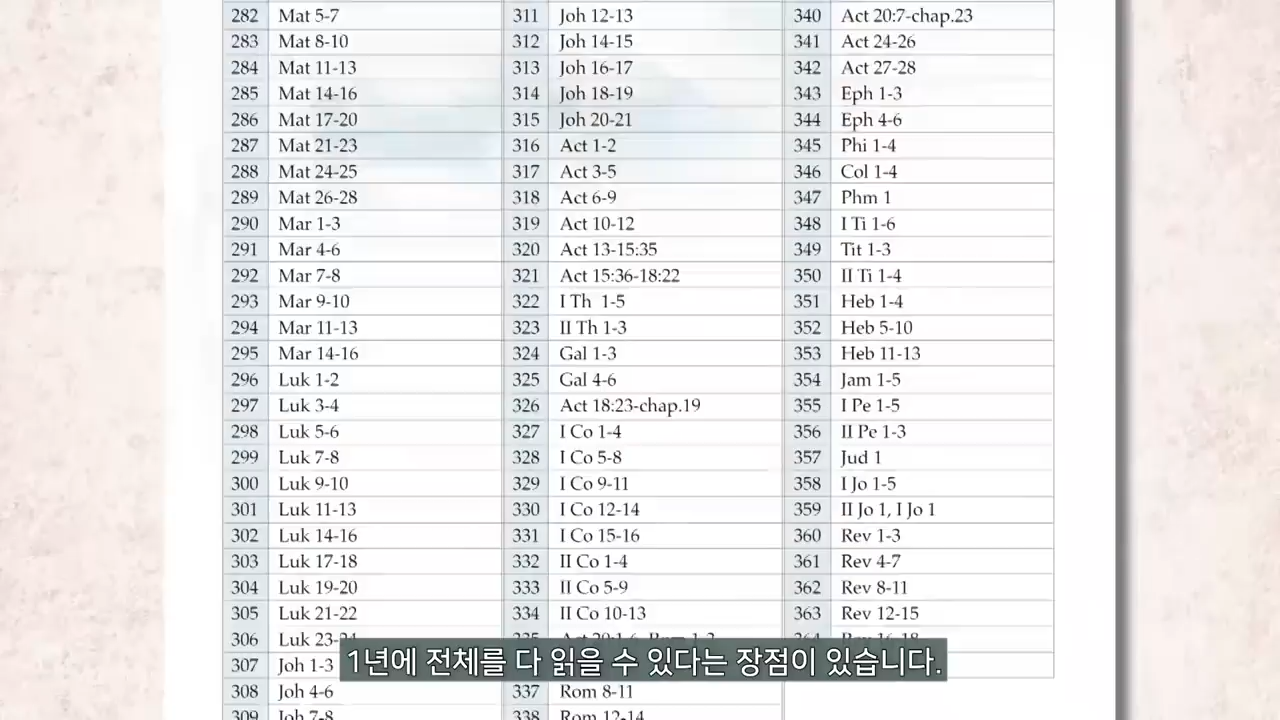 282 Mat 5-7
283 Mat 8-10
284 Mat 11-13
285 Mat 14-16
286 Mat 17-20
287 Mat 21-23
288 Mat 24-25
289 Mat 26-28
290 Mar 1-3
291 Mar 4-6
292 Mar 7-8
293 Mar 9-10
294 Mar 11-13
295 Mar 14-16
296 Luk 1-2
297 Luk 3-4
298 Luk 5-6
299 Luk 7-8
300 Luk 9-10
301 Luk 11-13
302 Luk 14-16
303 Luk 17-18
304 Luk 19-20
305 Luk 21-22
306 Luk 23-24
307 Joh 1-3
308 Joh 4-6
309 Joh 7-8
311 Joh 12-13
312 Joh 14-15
313 Joh 16-17
314 Joh 18-19
315 Joh 20-21
316 Act 1-2
317 Act 3-5
318 Act 6-9
319 Act 10-12
320 Act 13-15:35
321 Act 15:36-18:22
322 I Th 1-5
323 II Th 1-3
324 Gal 1-3
325 Gal 4-6
326 Act 18:23-chap.19
327 I Co 1-4
328 I Co 5-8
329 I Co 9-11
330 I Co 12-14
331 I Co 15-16
332 II Co 1-4
333 II Co 5-9
334 II Co 10-13
335 Act 20:1-6, Rom 1-3
337 Rom 8-11
338 Rom 12-14
340 Act 20:7-chap.23
341 Act 24-26
342 Act 27-28
343 Eph 1-3
344 Eph 4-6
345 Phi 1-4
346 Col 1-4
347 Phm 1
348 I Ti 1-6
349 Tit 1-3
350 II Ti 1-4
351 Heb 1-4
352 Heb 5-10
353 Heb 11-13
354 Jam 1-5
355 I Pe 1-5
356 II Pe 1-3
357 Jud 1
358 I Jo 1-5
359 II Jo 1, I Jo 1
360 Rev 1-3
361 Rev 4-7
362 Rev 8-11
363 Rev 12-15
364 Rev 16-18
1년에 전체를 다 읽을 수 있다는 장점이 있습니다.